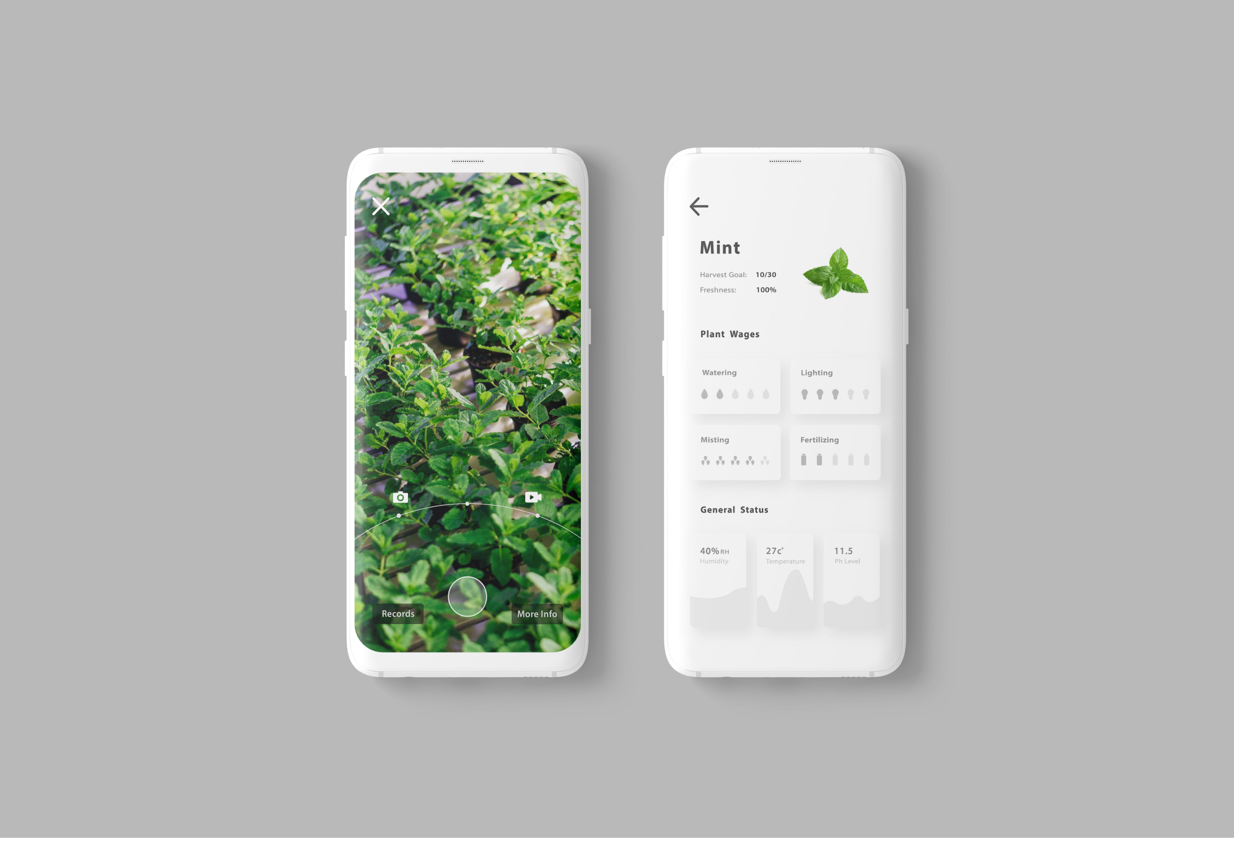 Records
More Info
Mint
Harvest Goal: 10/30
Freshness: 100%
Plant Wages
Watering
Lighting
Misting
Fertilizing
General Status
40%RH
Humidity
27c°
Temperature
11.5
Ph Level